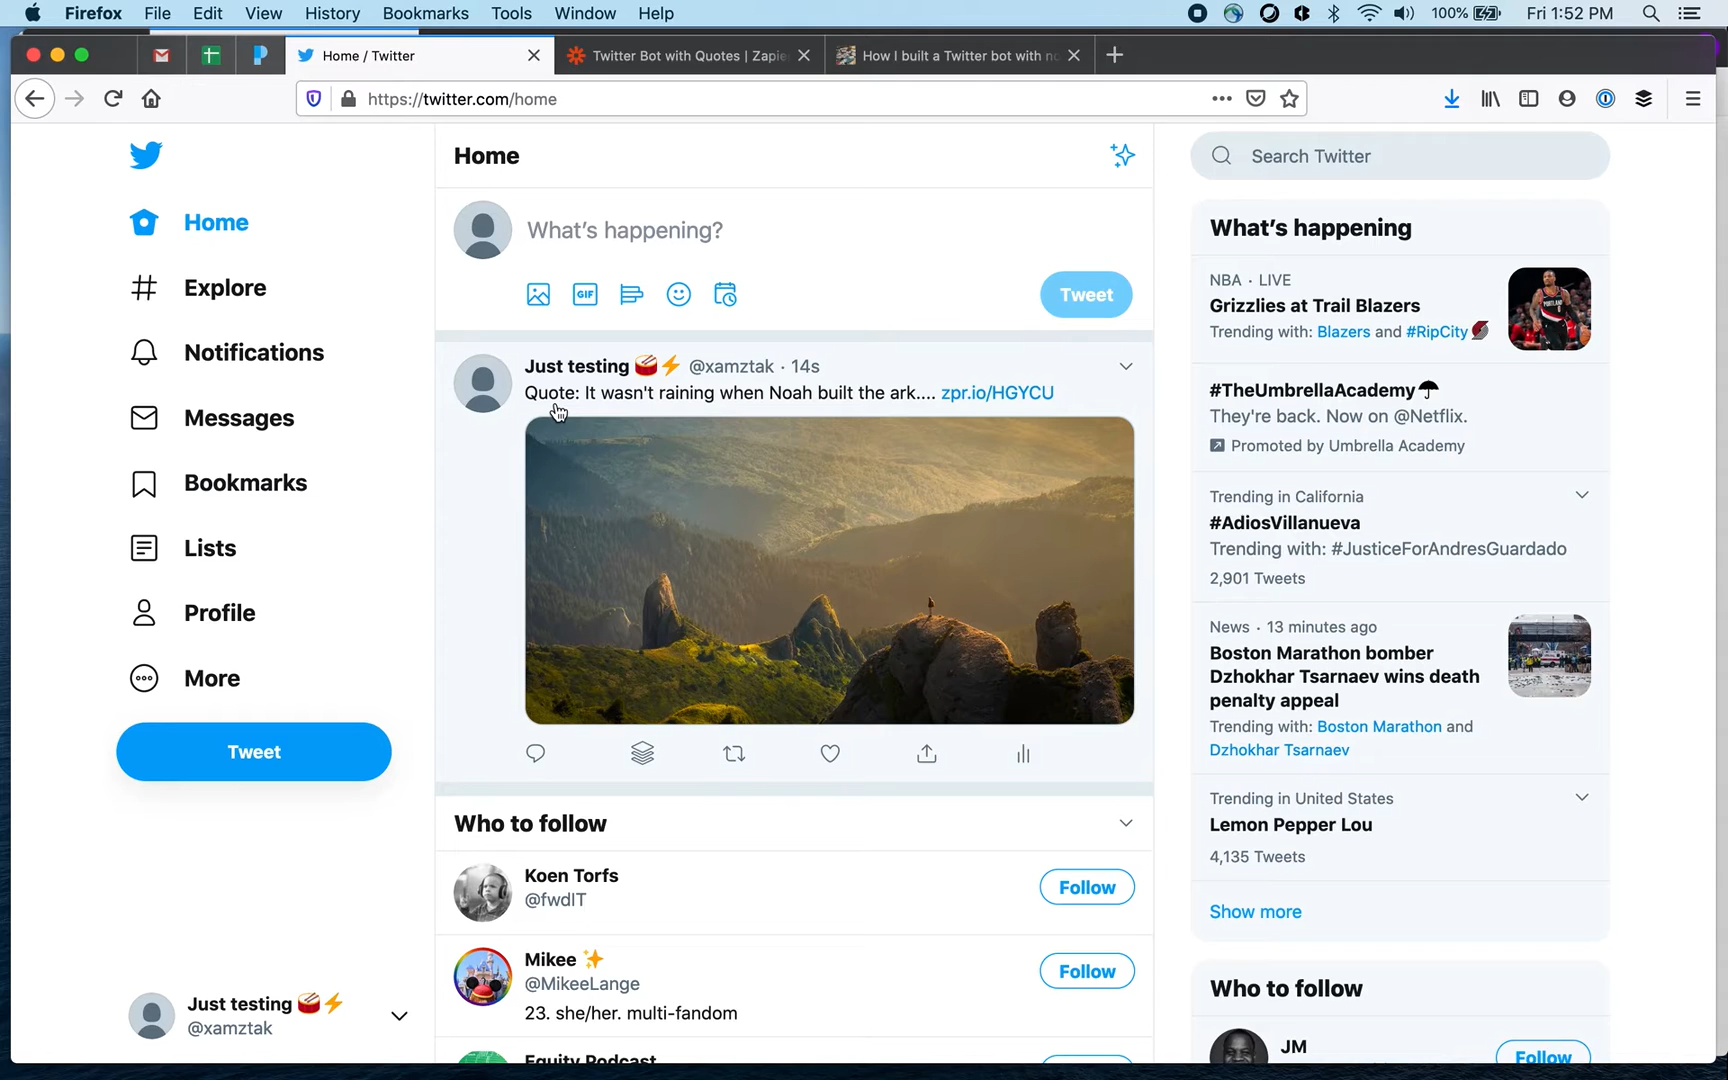 Firefox File Edit View History Bookmarks Tools Window Help 100% Fri 1:52 PM
Home / Twitter
Twitter Bot with Quotes | Zapie
How I built a Twitter bot with no
https://twitter.com/home
Home
Explore
Notifications
Messages
Bookmarks
Lists
Profile
More
Tweet
Just testing 🥁⚡
@xamztak
Home
What's happening?
GIF
Tweet
Just testing 🥁⚡ @xamztak · 14s
Quote: It wasn't raining when Noah built the ark.... zpr.io/HGYCU
Who to follow
Koen Torfs
@fwdIT
Follow
Mikee ✨
@MikeeLange
Follow
23. she/her. multi-fandom
Equity Podcast
Search Twitter
What's happening
NBA · LIVE
Grizzlies at Trail Blazers
Trending with: Blazers and #RipCity
#TheUmbrellaAcademy
They're back. Now on @Netflix.
Promoted by Umbrella Academy
Trending in California
#AdiosVillanueva
Trending with: #JusticeForAndresGuardado
2,901 Tweets
News · 13 minutes ago
Boston Marathon bomber
Dzhokhar Tsarnaev wins death
penalty appeal
Trending with: Boston Marathon and
Dzhokhar Tsarnaev
Trending in United States
Lemon Pepper Lou
4,135 Tweets
Show more
Who to follow
JM
Follow